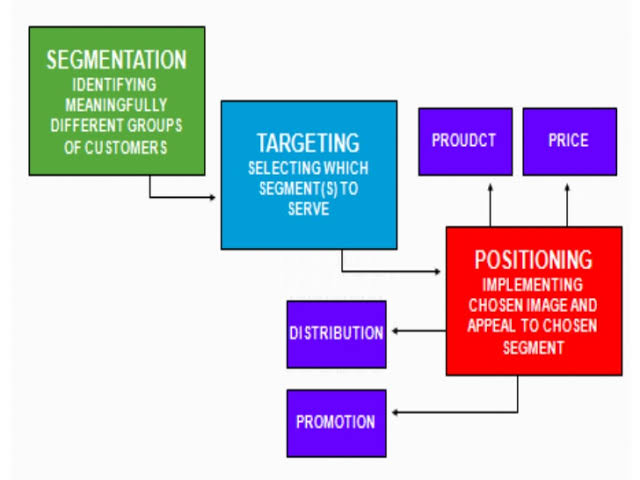 SEGMENTATION
IDENTIFYING
MEANINGFULLY
DIFFERENT GROUPS
OF CUSTOMERS
TARGETING
SELECTING WHICH
SEGMENT(S) TO
SERVE
PROUDCT
PRICE
POSITIONING
IMPLEMENTING
CHOSEN IMAGE AND
APPEAL TO CHOSEN
SEGMENT
DISTRIBUTION
PROMOTION